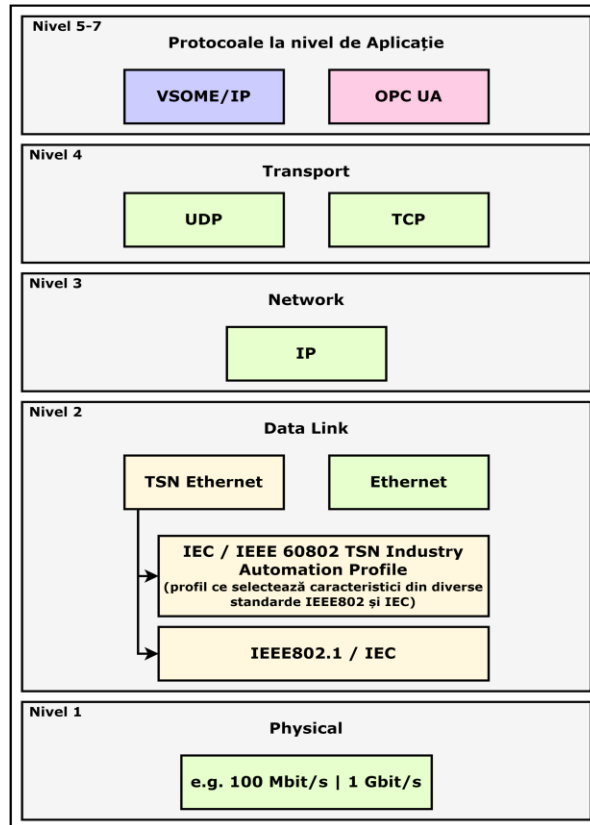 Nivel 5-7
Protocoale la nivel de Aplicație
VSOME/IP
OPC UA
Nivel 4
Transport
UDP
TCP
Nivel 3
Network
IP
Nivel 2
Data Link
TSN Ethernet
Ethernet
IEC / IEEE 60802 TSN Industry
Automation Profile
(profil ce selectează caracteristici din diverse
standarde IEEE802 și IEC)
IEEE802.1 / IEC
Nivel 1
Physical
e.g. 100 Mbit/s | 1 Gbit/s